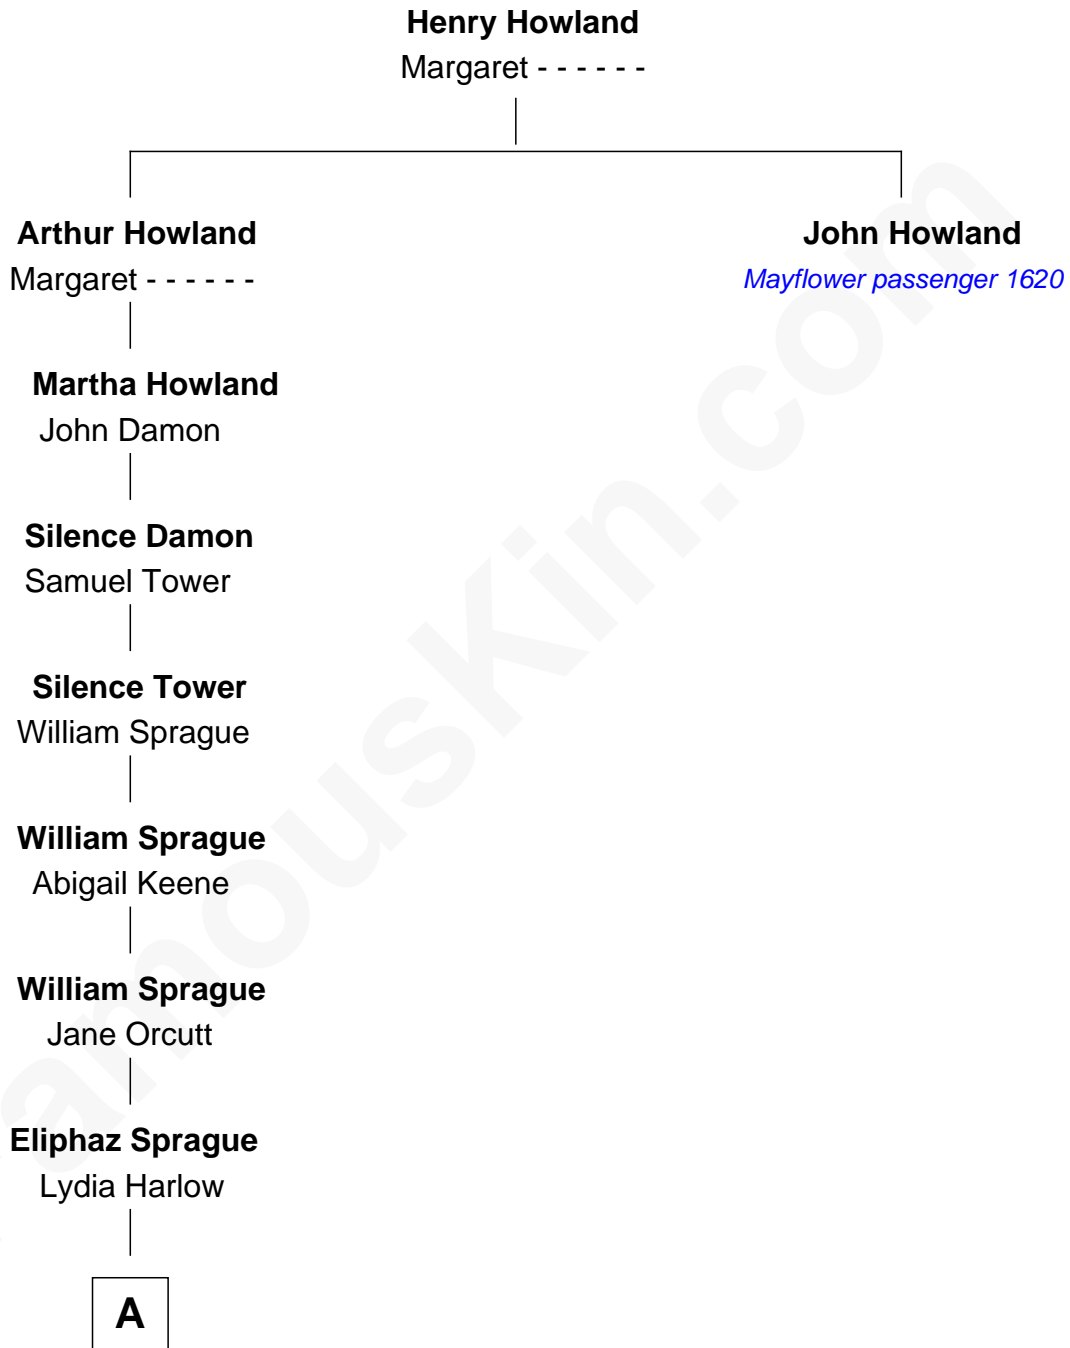 Henry Howland
Margaret - - - - - -
Arthur Howland
Margaret - - - - - -
John Howland
Mayflower passenger 1620
Martha Howland
John Damon
Silence Damon
Samuel Tower
Silence Tower
William Sprague
William Sprague
Abigail Keene
William Sprague
Jane Orcutt
Eliphaz Sprague
Lydia Harlow
A
amouskin.com